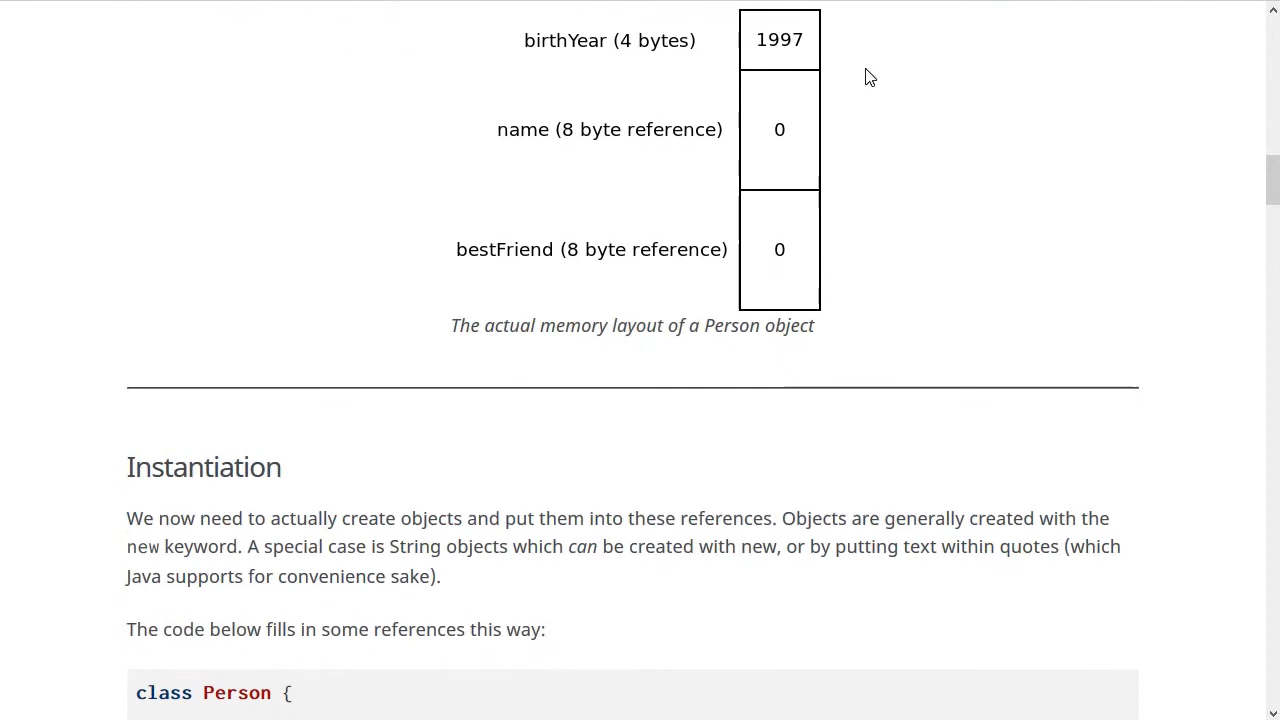 birthYear (4 bytes) 1997
name (8 byte reference) 0
bestFriend (8 byte reference) 0
The actual memory layout of a Person object
Instantiation
We now need to actually create objects and put them into these references. Objects are generally created with the
new keyword. A special case is String objects which can be created with new, or by putting text within quotes (which
Java supports for convenience sake).
The code below fills in some references this way:
class Person {